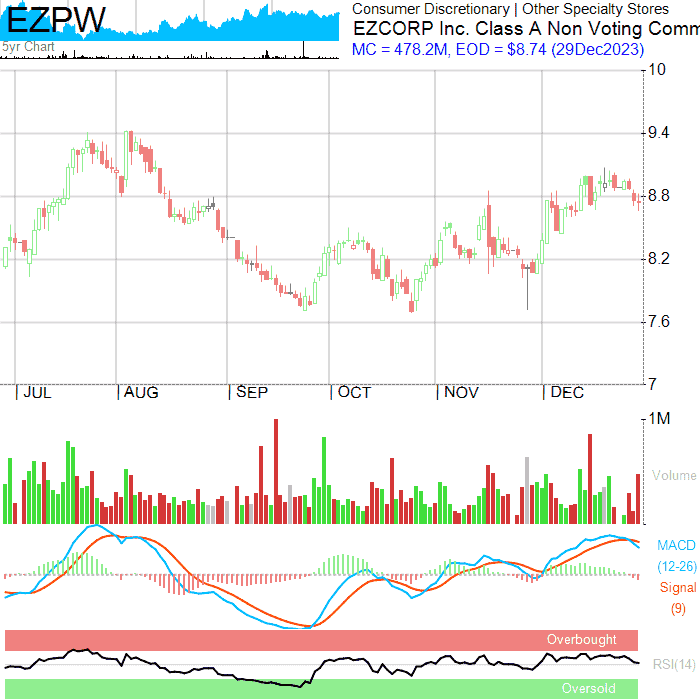 EZPW
5yr Chart
Consumer Discretionary | Other Specialty Stores
EZCORP Inc. Class A Non Voting Comm
MC = 478.2M, EOD = $8.74 (29Dec2023)
10
9.4
8.8
8.2
7.6
7
| JUL | AUG | SEP | OCT | NOV | DEC
1M
Volume
MACD
(12-26)
Signal
(9)
Overbought
RSI(14)
Oversold